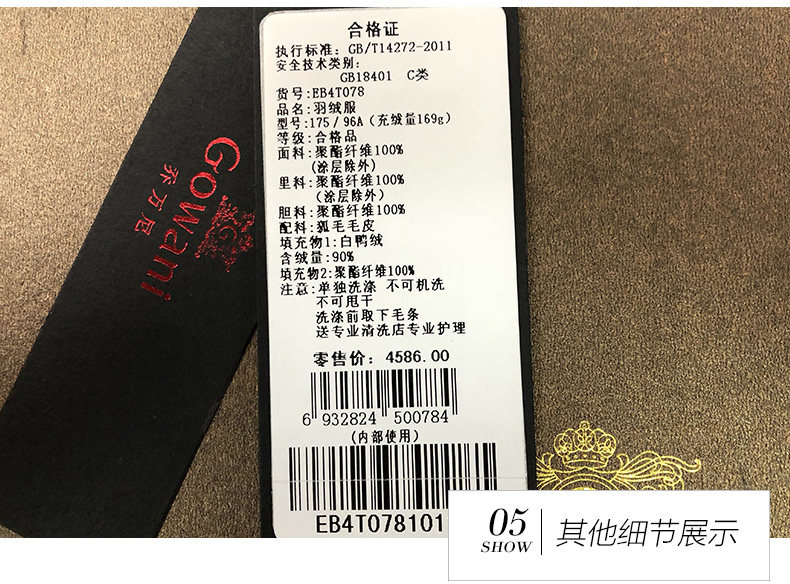 合格证
执行标准: GB/T14272-2011
安全技术类别:
GB18401 C类
货号:EB4T078
品名:羽绒服
型号:175/96A(充绒量169g)
等级:合格品
面料:聚酯纤维100%
(涂层除外)
里料:聚酯纤维100%
(涂层除外)
胆料:聚酯纤维100%
配料:狐毛毛皮
填充物1:白鸭绒
含绒量:90%
填充物2:聚酯纤维100%
注意:单独洗涤 不可机洗
不可甩干
洗涤前取下毛条
送专业清洗店专业护理
零售价: 4586.00
6 932824 500784
(内部使用)
EB4T078101
Gowani
乔万尼
05
SHOW
其他细节展示